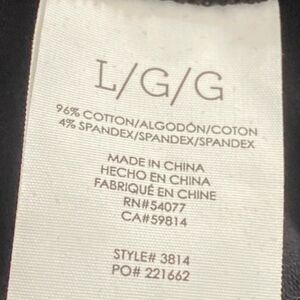 L/G/G
96% COTTON/ALGODÓN/COTON
4% SPANDEX/SPANDEX/SPANDEX
MADE IN CHINA
HECHO EN CHINA
FABRIQUÉ EN CHINE
RN#54077
CA#59814
STYLE# 3814
PO# 221662